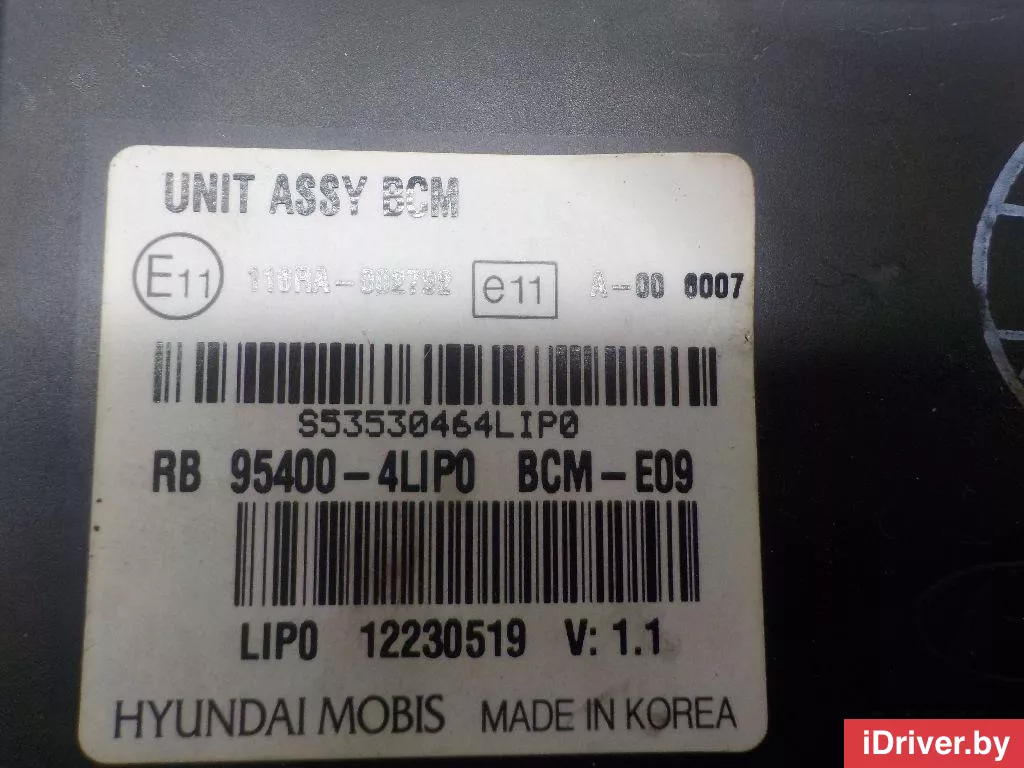 UNIT ASSY BCM
E11 e11 A-00 0007
S53530464LIP0
RB 95400-4LIP0 BCM-E09
LIP0 12230519 V: 1.1
HYUNDAI MOBIS MADE IN KOREA
iDriver.by